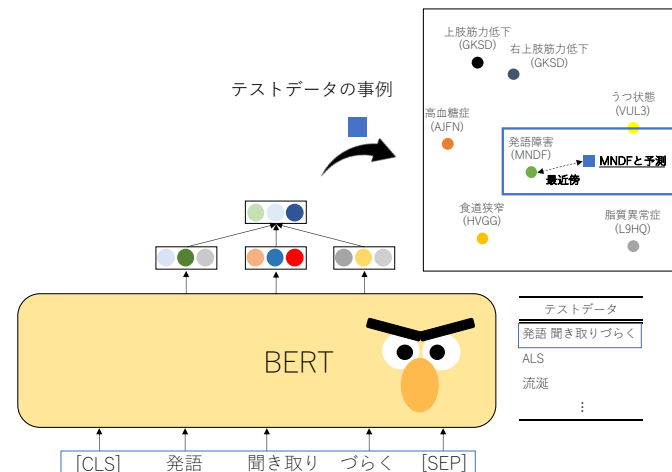 上肢筋力低下
(GKSD)
右上肢筋力低下
(GKSD)
テストデータの事例
うつ状態
(VUL3)
高血糖症
(AJFN)
発語障害
(MNDF)
MNDFと予測
最近傍
食道狭窄
(HVGG)
脂質異常症
(L9HQ)
テストデータ
発語 聞き取りづらく
ALS
流涎
⋮
BERT
[CLS] 発語 聞き取り づらく [SEP]